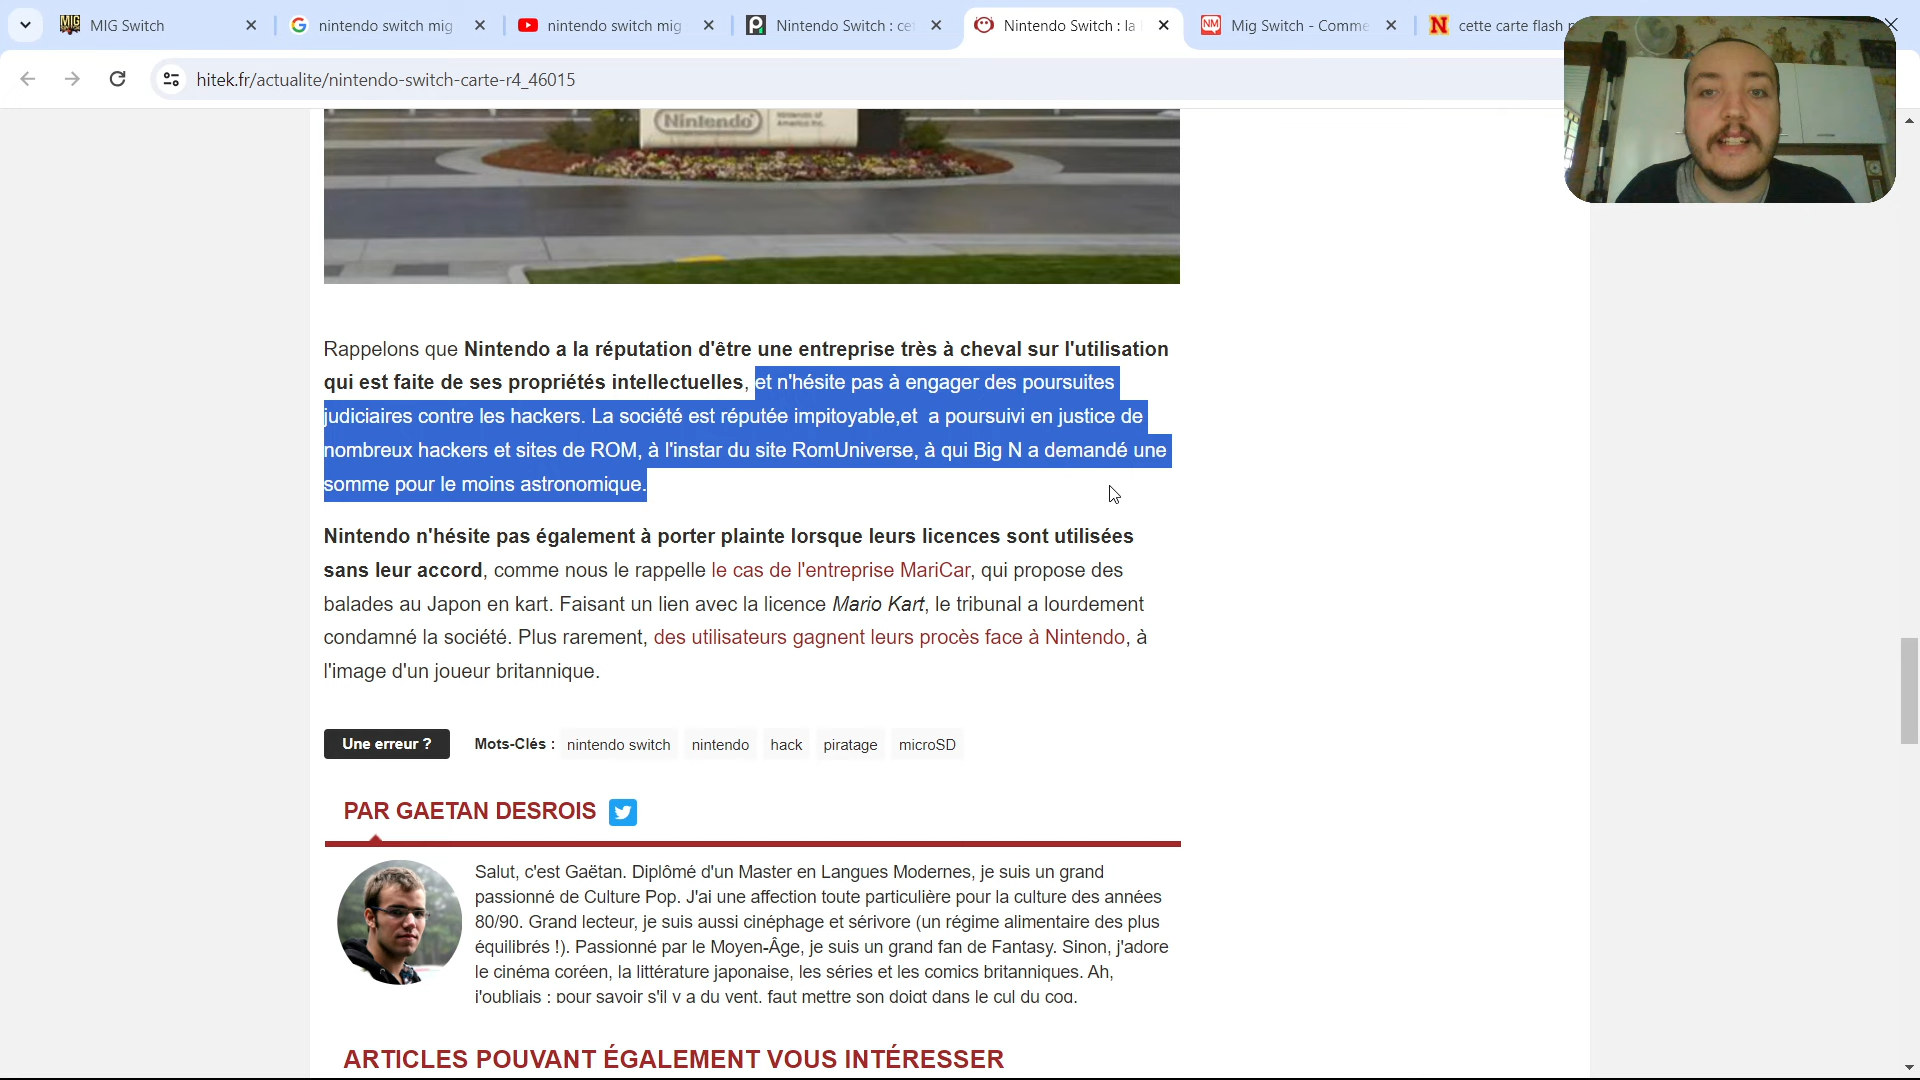 MIG Switch
nintendo switch mig
nintendo switch mig
Nintendo Switch : ce
Nintendo Switch : la
Mig Switch - Comme
cette carte flash
hitek.fr/actualite/nintendo-switch-carte-r4_46015
Nintendo
Nintendo of
America Inc.
Rappelons que Nintendo a la réputation d'être une entreprise très à cheval sur l'utilisation
qui est faite de ses propriétés intellectuelles, et n'hésite pas à engager des poursuites
judiciaires contre les hackers. La société est réputée impitoyable,et a poursuivi en justice de
nombreux hackers et sites de ROM, à l'instar du site RomUniverse, à qui Big N a demandé une
somme pour le moins astronomique.
Nintendo n'hésite pas également à porter plainte lorsque leurs licences sont utilisées
sans leur accord, comme nous le rappelle le cas de l'entreprise MariCar, qui propose des
balades au Japon en kart. Faisant un lien avec la licence Mario Kart, le tribunal a lourdement
condamné la société. Plus rarement, des utilisateurs gagnent leurs procès face à Nintendo, à
l'image d'un joueur britannique.
Une erreur ? Mots-Clés : nintendo switch nintendo hack piratage microSD
PAR GAETAN DESROIS
Salut, c'est Gaëtan. Diplômé d'un Master en Langues Modernes, je suis un grand
passionné de Culture Pop. J'ai une affection toute particulière pour la culture des années
80/90. Grand lecteur, je suis aussi cinéphage et sérivore (un régime alimentaire des plus
équilibrés !). Passionné par le Moyen-Âge, je suis un grand fan de Fantasy. Sinon, j'adore
le cinéma coréen, la littérature japonaise, les séries et les comics britanniques. Ah,
j'oubliais : pour savoir s'il y a du vent, faut mettre son doigt dans le cul du coq.
ARTICLES POUVANT ÉGALEMENT VOUS INTÉRESSER